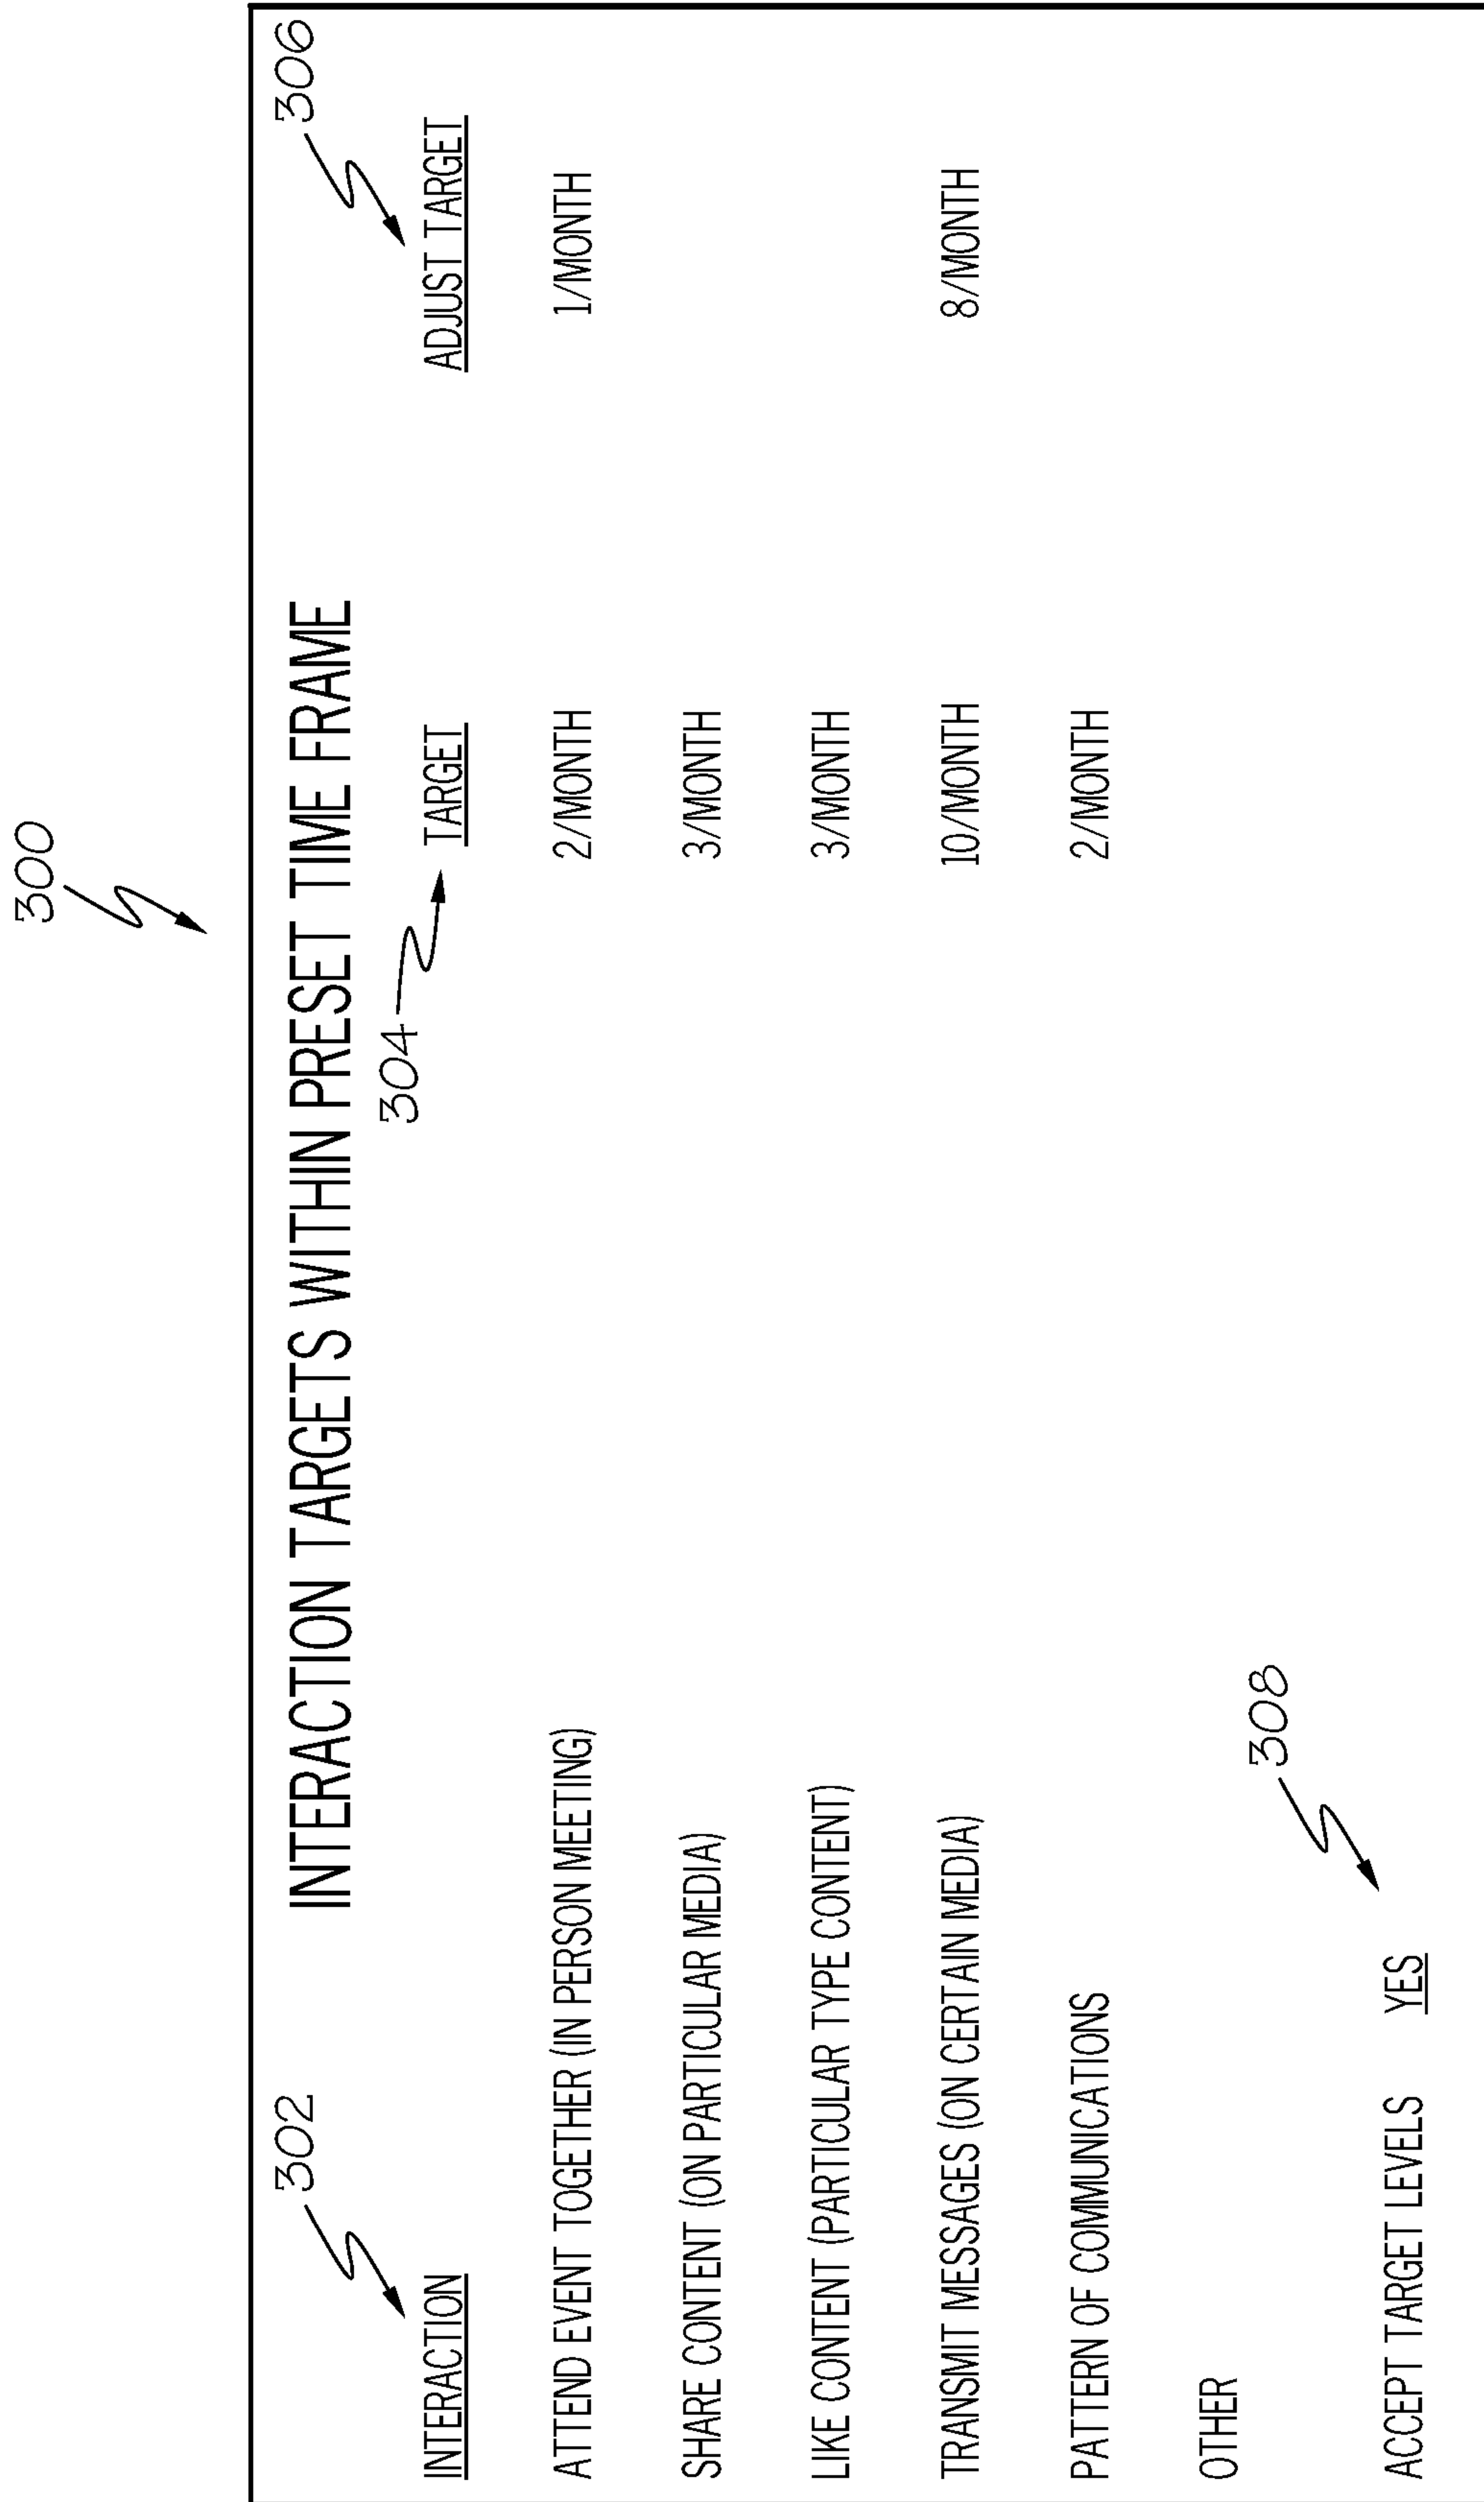 300
INTERACTION TARGETS WITHIN PRESET TIME FRAME
302 304 306
INTERACTION TARGET ADJUST TARGET
ATTEND EVENT TOGETHER (IN PERSON MEETING) 2/MONTH 1/MONTH
SHARE CONTENT (ON PARTICULAR MEDIA) 3/MONTH
LIKE CONTENT (PARTICULAR TYPE CONTENT) 3/MONTH
TRANSMIT MESSAGES (ON CERTAIN MEDIA) 10/MONTH 8/MONTH
PATTERN OF COMMUNICATIONS 2/MONTH
OTHER
308
ACCEPT TARGET LEVELS YES